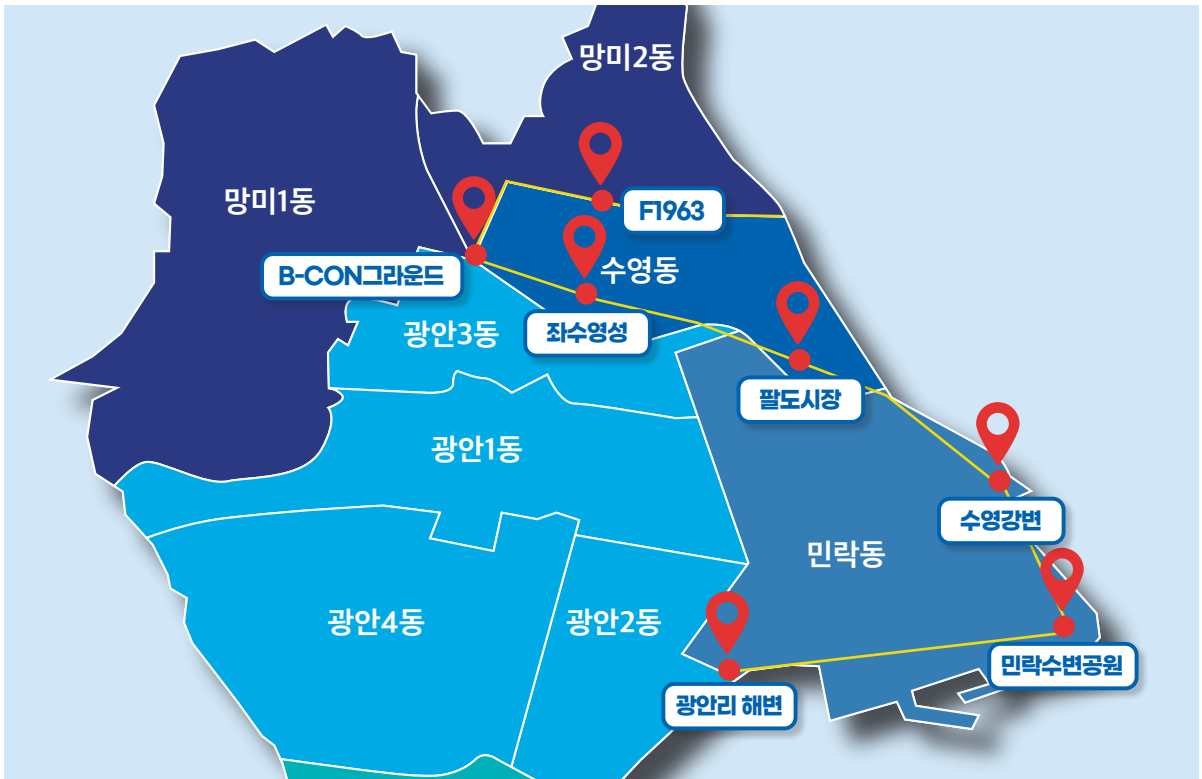 망미2동
망미1동
F1963
B-CON그라운드
수영동
좌수영성
광안3동
팔도시장
광안1동
수영강변
민락동
광안4동
광안2동
민락수변공원
광안리 해변